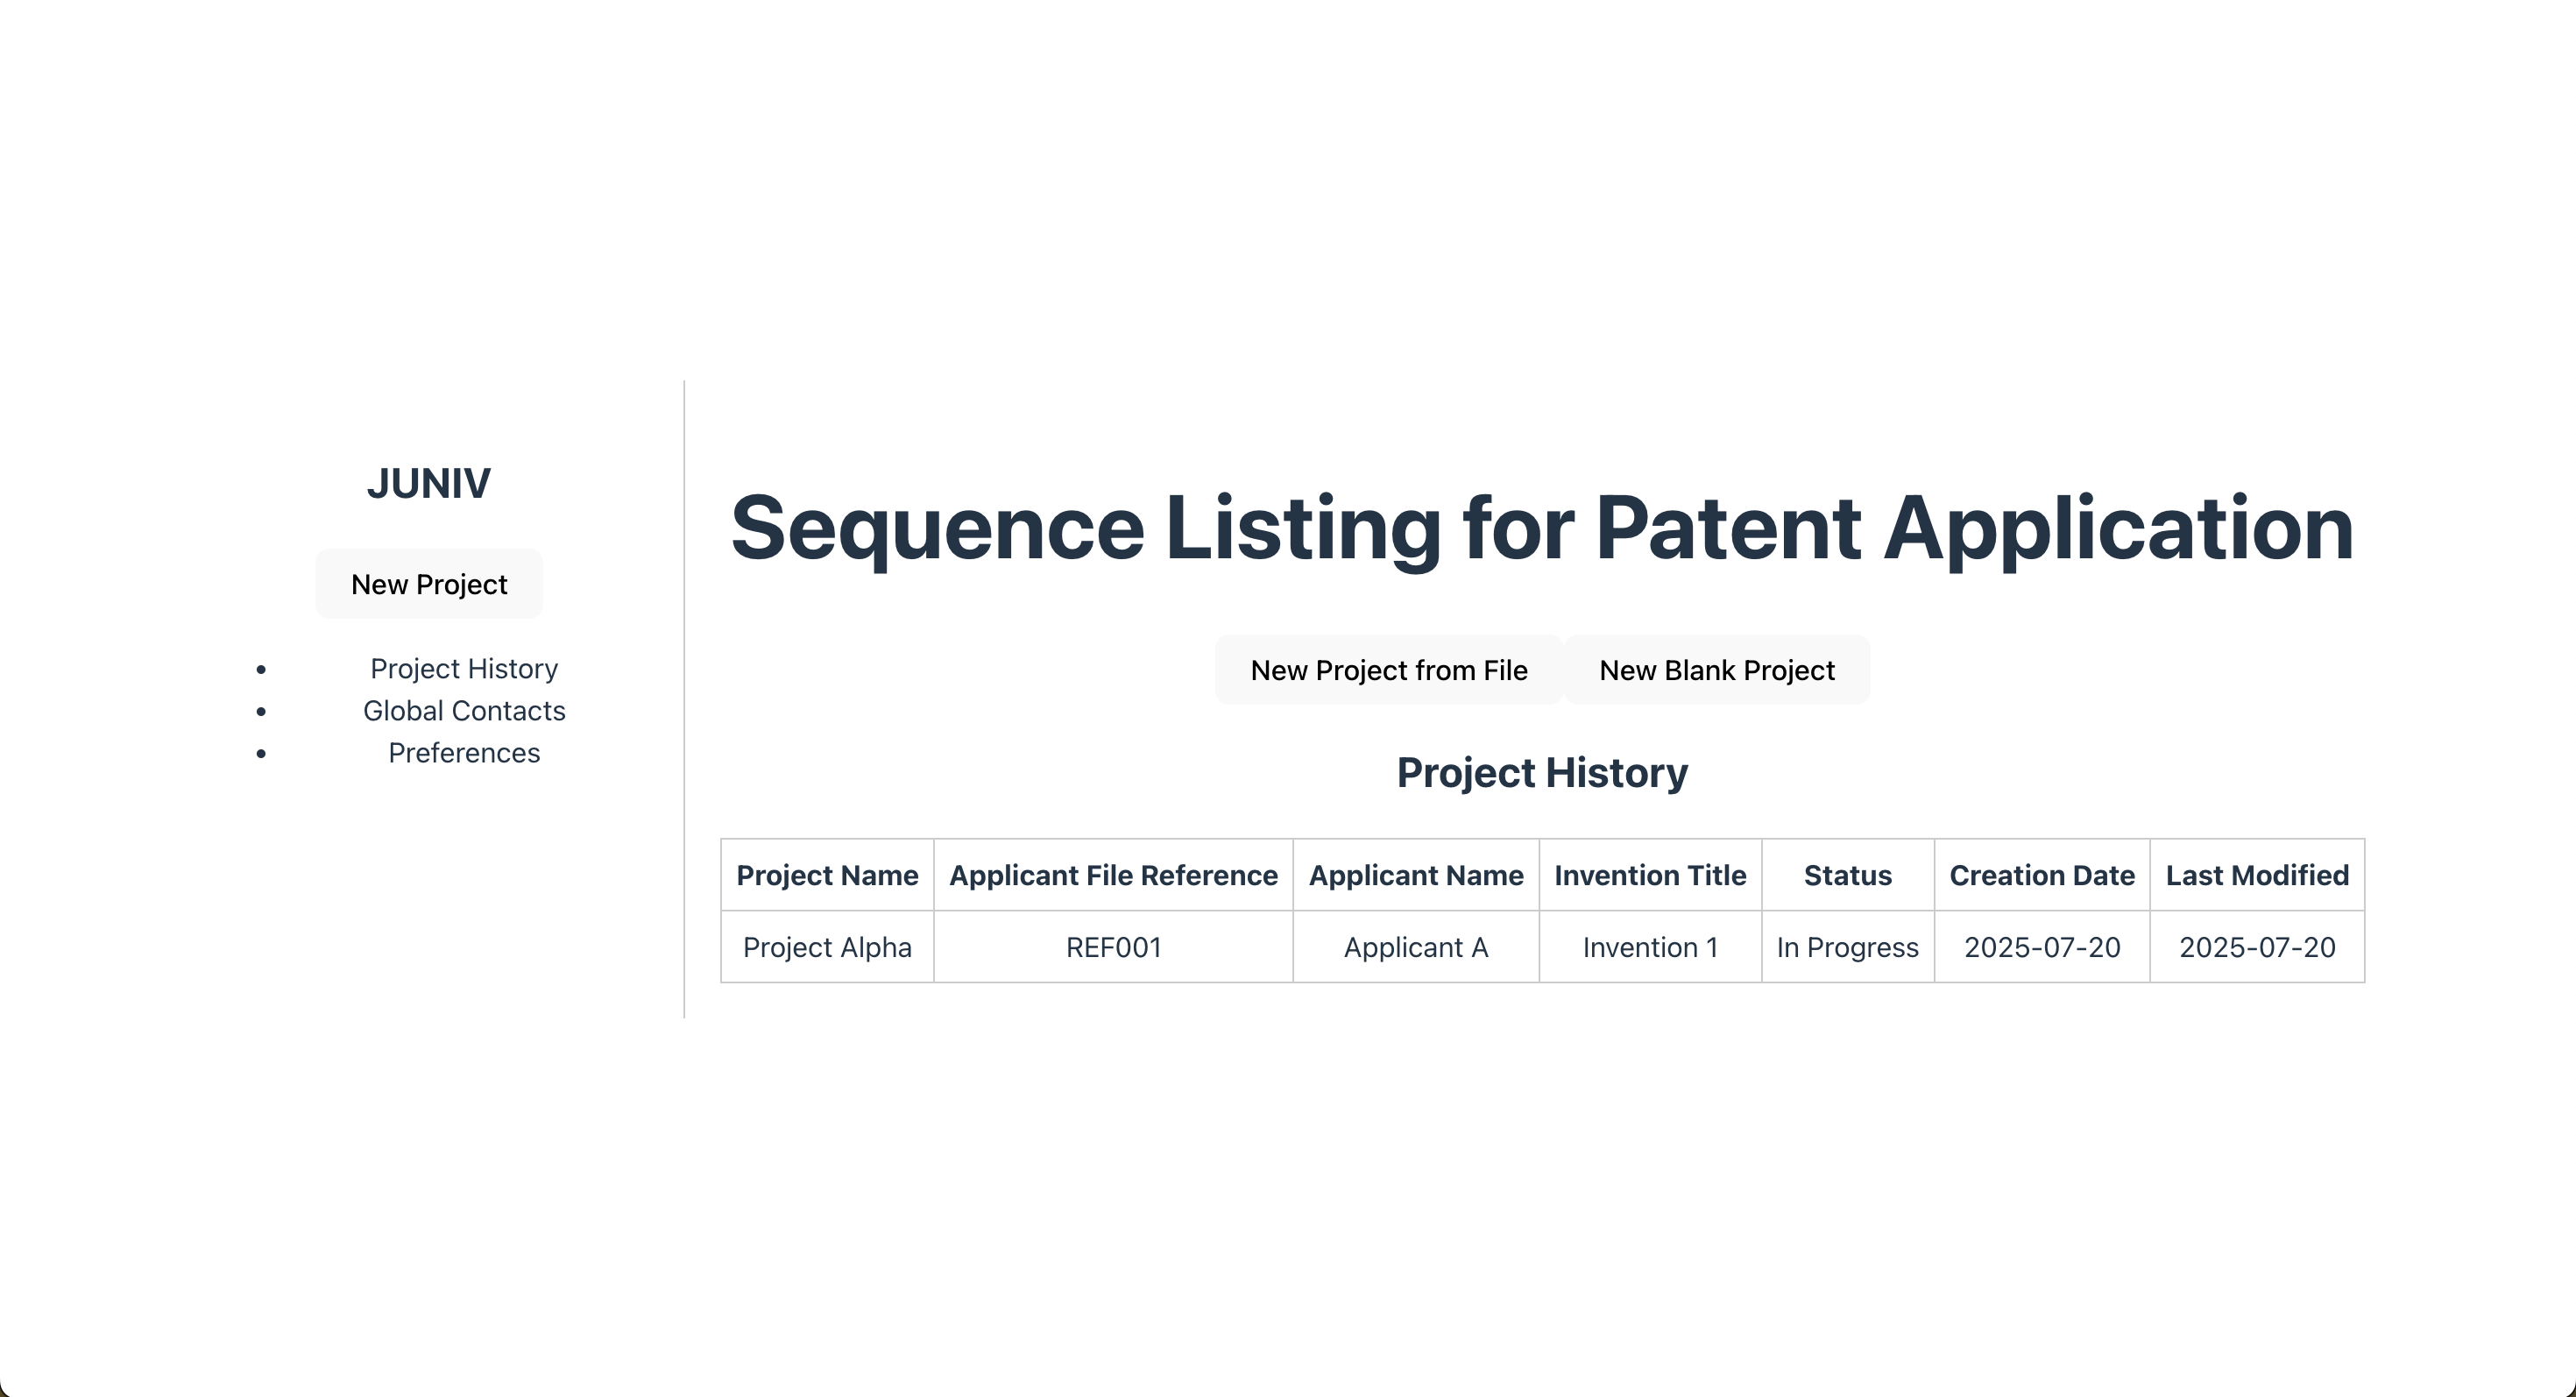 JUNIV
New Project
• Project History
• Global Contacts
• Preferences
Sequence Listing for Patent Application
New Project from File New Blank Project
Project History
Project Name Applicant File Reference Applicant Name Invention Title Status Creation Date Last Modified
Project Alpha REF001 Applicant A Invention 1 In Progress 2025-07-20 2025-07-20